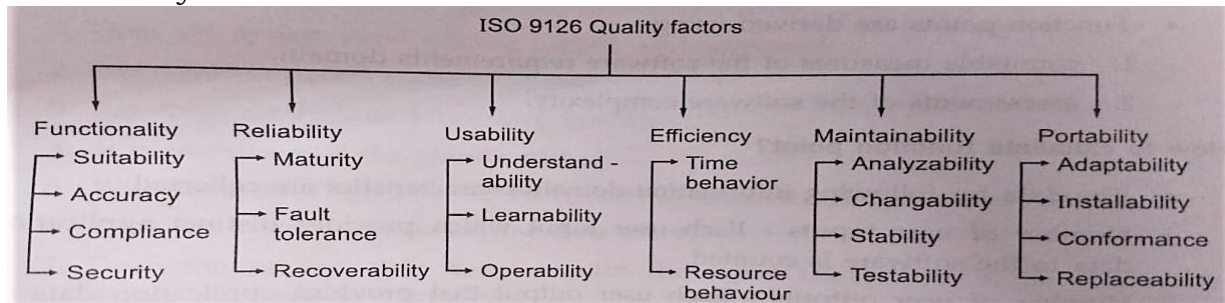 ISO 9126 Quality factors
Functionality
Suitability
Accuracy
Compliance
Security
Reliability
Maturity
Fault
tolerance
Recoverability
Usability
Understand -
ability
Learnability
Operability
Efficiency
Time
behavior
Resource
behaviour
Maintainability
Analyzability
Changability
Stability
Testability
Portability
Adaptability
Installability
Conformance
Replaceability